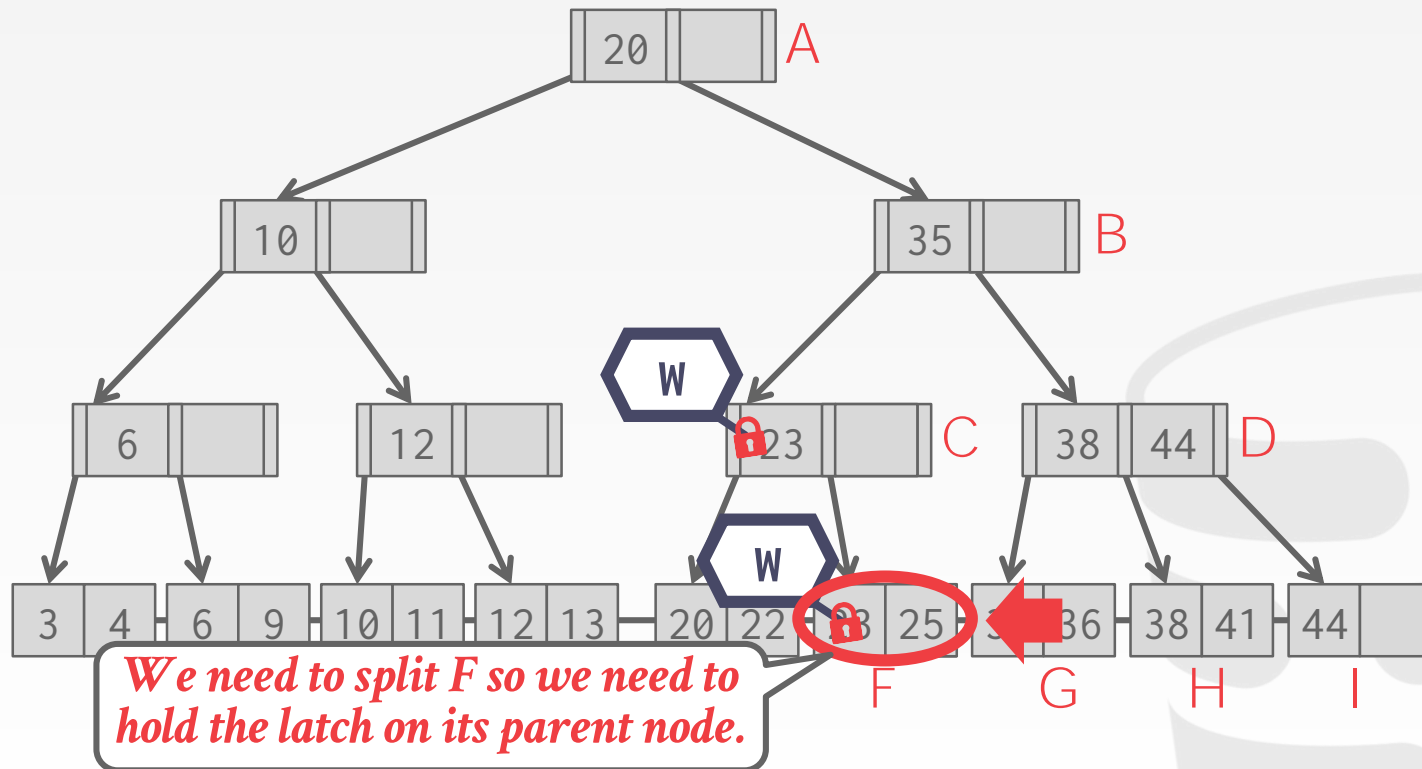 20 A
10 35 B
W
6 12 23 C 38 44 D
W
3 4 6 9 10 11 12 13 20 22 25 36 38 41 44
We need to split F so we need to
hold the latch on its parent node.
F G H I